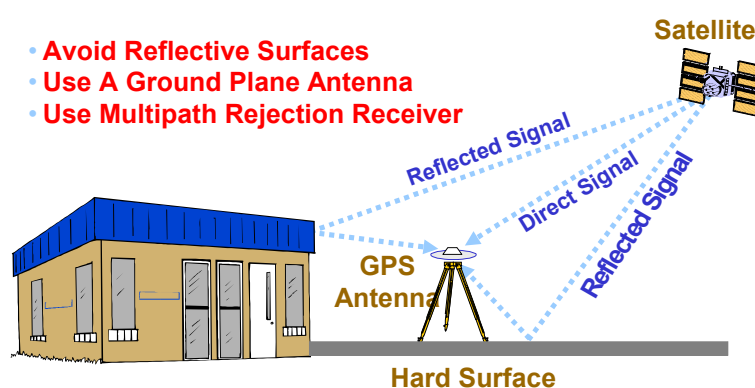 Satellite
• Avoid Reflective Surfaces
• Use A Ground Plane Antenna
• Use Multipath Rejection Receiver
Reflected Signal
Direct Signal
Reflected Signal
GPS
Antenna
Hard Surface